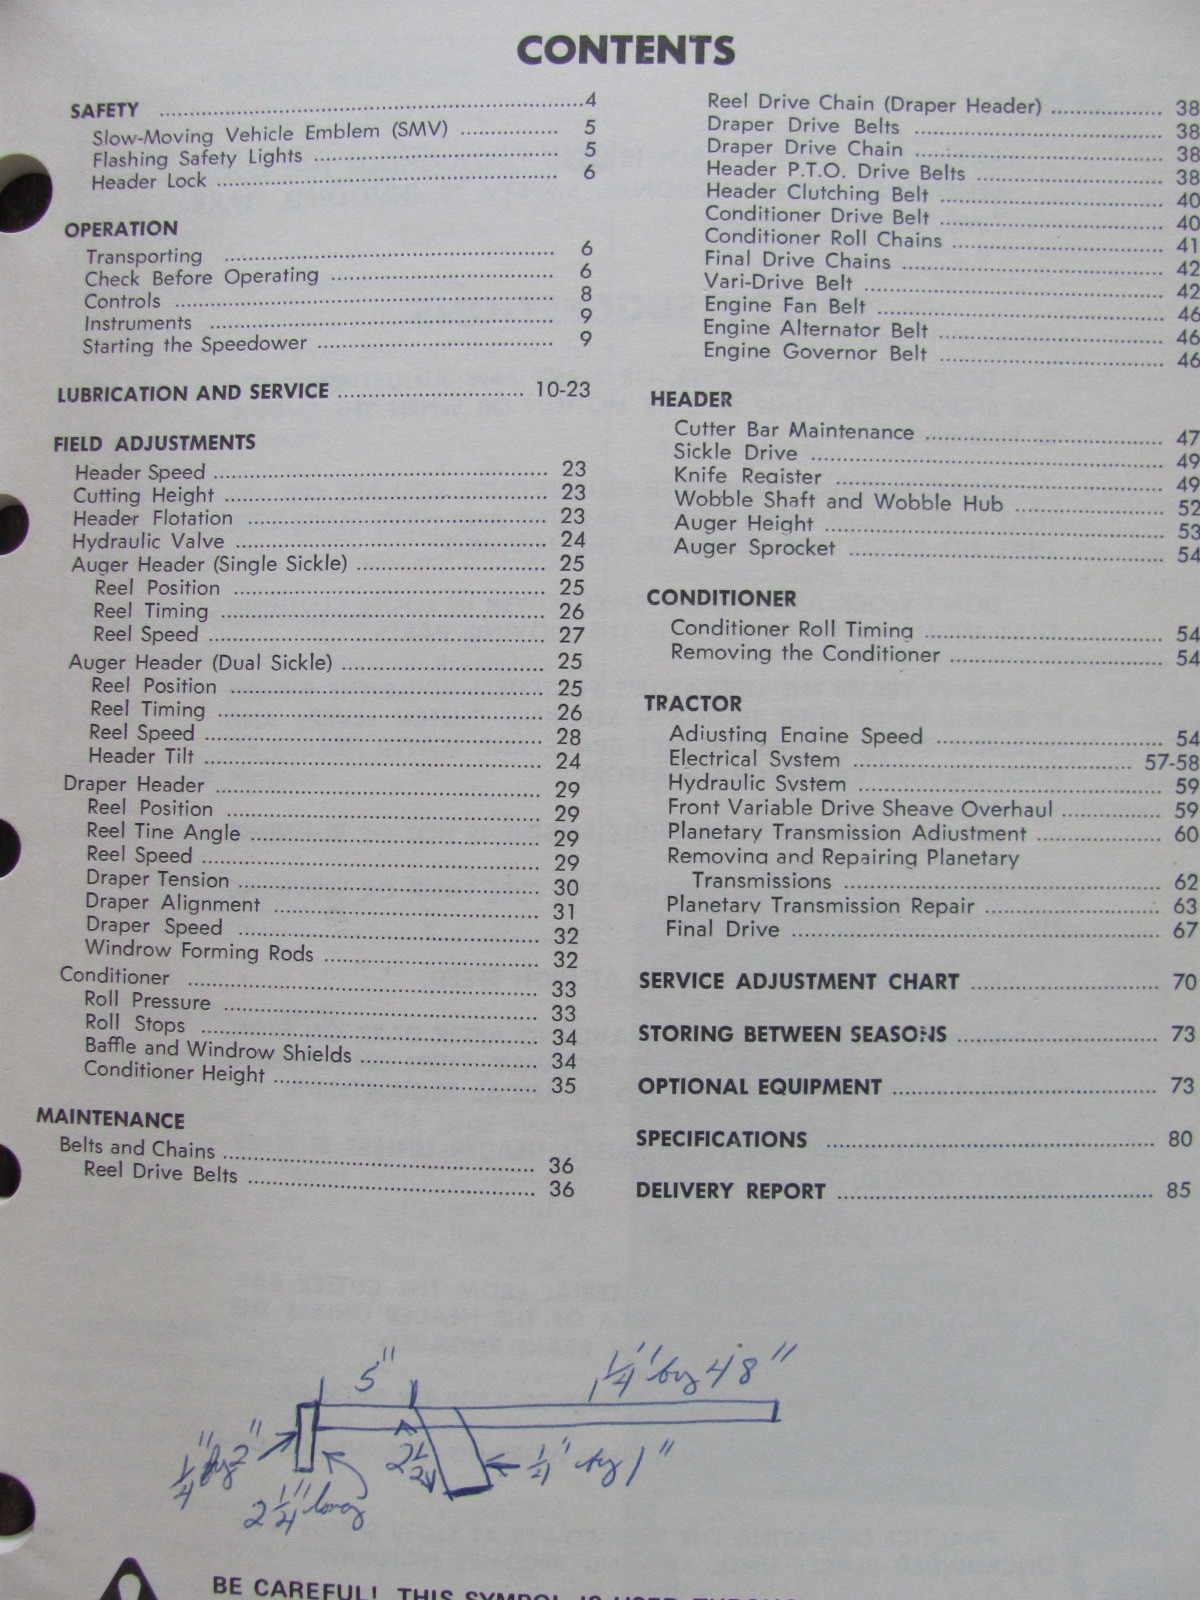 CONTENTS
SAFETY ........ 4
Slow-Moving Vehicle Emblem (SMV) ........ 5
Flashing Safety Lights ........ 5
Header Lock ........ 6
OPERATION
Transporting ........ 6
Check Before Operating ........ 6
Controls ........ 8
Instruments ........ 9
Starting the Speedower ........ 9
LUBRICATION AND SERVICE ........ 10-23
FIELD ADJUSTMENTS
Header Speed ........ 23
Cutting Height ........ 23
Header Flotation ........ 23
Hydraulic Valve ........ 24
Auger Header (Single Sickle) ........ 25
Reel Position ........ 25
Reel Timing ........ 26
Reel Speed ........ 27
Auger Header (Dual Sickle) ........ 25
Reel Position ........ 25
Reel Timing ........ 26
Reel Speed ........ 28
Header Tilt ........ 24
Draper Header ........ 29
Reel Position ........ 29
Reel Tine Angle ........ 29
Reel Speed ........ 29
Draper Tension ........ 30
Draper Alignment ........ 31
Draper Speed ........ 32
Windrow Forming Rods ........ 32
Conditioner ........ 33
Roll Pressure ........ 33
Roll Stops ........ 34
Baffle and Windrow Shields ........ 34
Conditioner Height ........ 35
MAINTENANCE
Belts and Chains ........ 36
Reel Drive Belts ........ 36
Reel Drive Chain (Draper Header) ........ 38
Draper Drive Belts ........ 38
Draper Drive Chain ........ 38
Header P.T.O. Drive Belts ........ 38
Header Clutching Belt ........ 40
Conditioner Drive Belt ........ 40
Conditioner Roll Chains ........ 41
Final Drive Chains ........ 42
Vari-Drive Belt ........ 42
Engine Fan Belt ........ 46
Engine Alternator Belt ........ 46
Engine Governor Belt ........ 46
HEADER
Cutter Bar Maintenance ........ 47
Sickle Drive ........ 49
Knife Register ........ 49
Wobble Shaft and Wobble Hub ........ 52
Auger Height ........ 53
Auger Sprocket ........ 54
CONDITIONER
Conditioner Roll Timing ........ 54
Removing the Conditioner ........ 54
TRACTOR
Adjusting Engine Speed ........ 54
Electrical System ........ 57-58
Hydraulic System ........ 59
Front Variable Drive Sheave Overhaul ........ 59
Planetary Transmission Adjustment ........ 60
Removing and Repairing Planetary
Transmissions ........ 62
Planetary Transmission Repair ........ 63
Final Drive ........ 67
SERVICE ADJUSTMENT CHART ........ 70
STORING BETWEEN SEASONS ........ 73
OPTIONAL EQUIPMENT ........ 73
SPECIFICATIONS ........ 80
DELIVERY REPORT ........ 85
5"
1 1/4" by 48"
1/4" by 2"
2 1/2
1/4" by 1"
2 1/4" long
BE CAREFUL! THIS SYMBOL IS USED